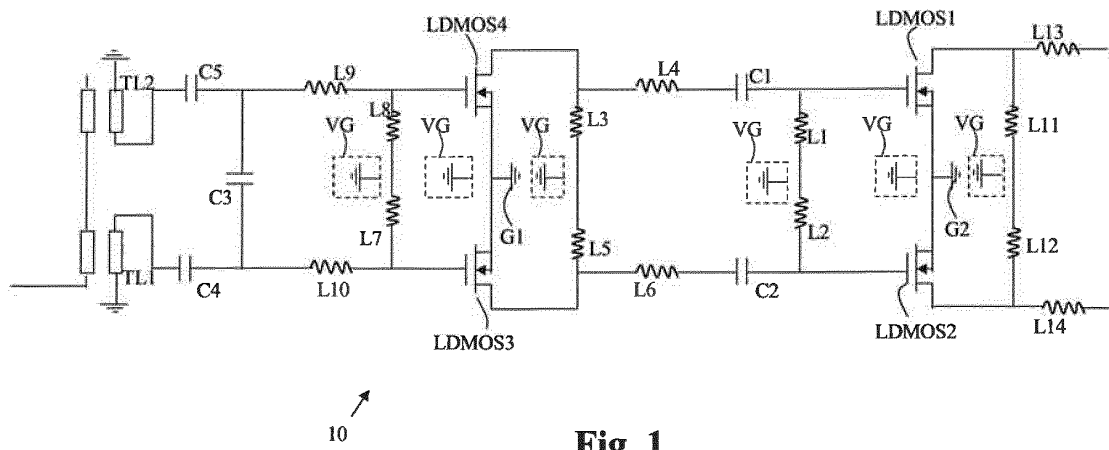 LDMOS4
LDMOS1
L13
TL2
C5
L9
L4
C1
L8
VG
VG
L3
VG
VG
L1
VG
VG
L11
C3
L7
G1
L5
L2
G2
L12
TL1
C4
L10
L6
C2
LDMOS3
LDMOS2
L14
10
Fig. 1